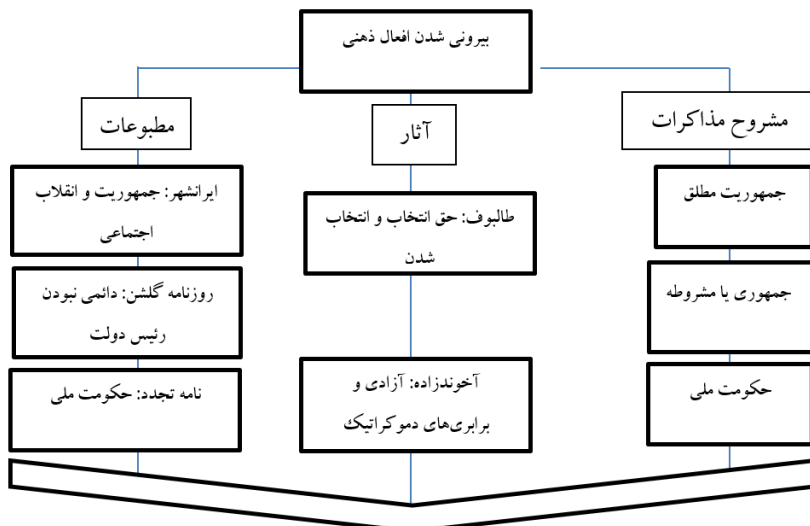 بیرونی شدن افعال ذهنی
مشروح مذاکرات
جمهوریت مطلق
جمهوری یا مشروطه
حکومت ملی
آثار
طالبوف: حق انتخاب و انتخاب
شدن
آخوندزاده: آزادی و
برابری‌های دموکراتیک
مطبوعات
ایرانشهر: جمهوریت و انقلاب
اجتماعی
روزنامه گلشن: دائمی نبودن
رئیس دولت
نامه تجدد: حکومت ملی